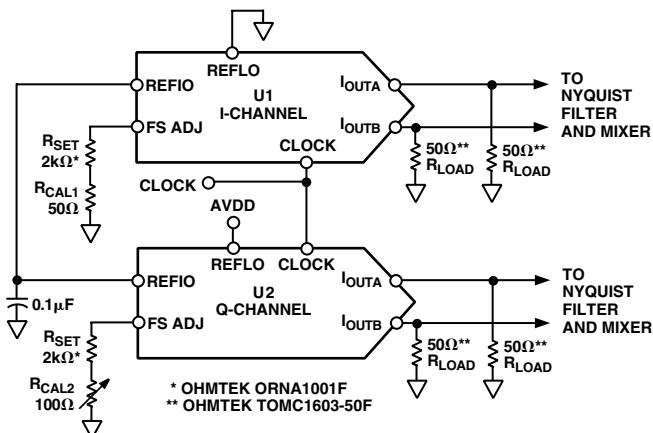 REFLO
REFIO
U1
I-CHANNEL
IOUTA
IOUTB
FS ADJ
CLOCK
TO
NYQUIST
FILTER
AND MIXER
RSET
2kΩ*
RCAL1
50Ω
50Ω**
RLOAD
50Ω**
RLOAD
CLOCK
AVDD
REFLO
CLOCK
REFIO
U2
Q-CHANNEL
IOUTA
IOUTB
FS ADJ
TO
NYQUIST
FILTER
AND MIXER
0.1µF
RSET
2kΩ*
RCAL2
100Ω
50Ω**
RLOAD
50Ω**
RLOAD
* OHMTEK ORNA1001F
** OHMTEK TOMC1603-50F